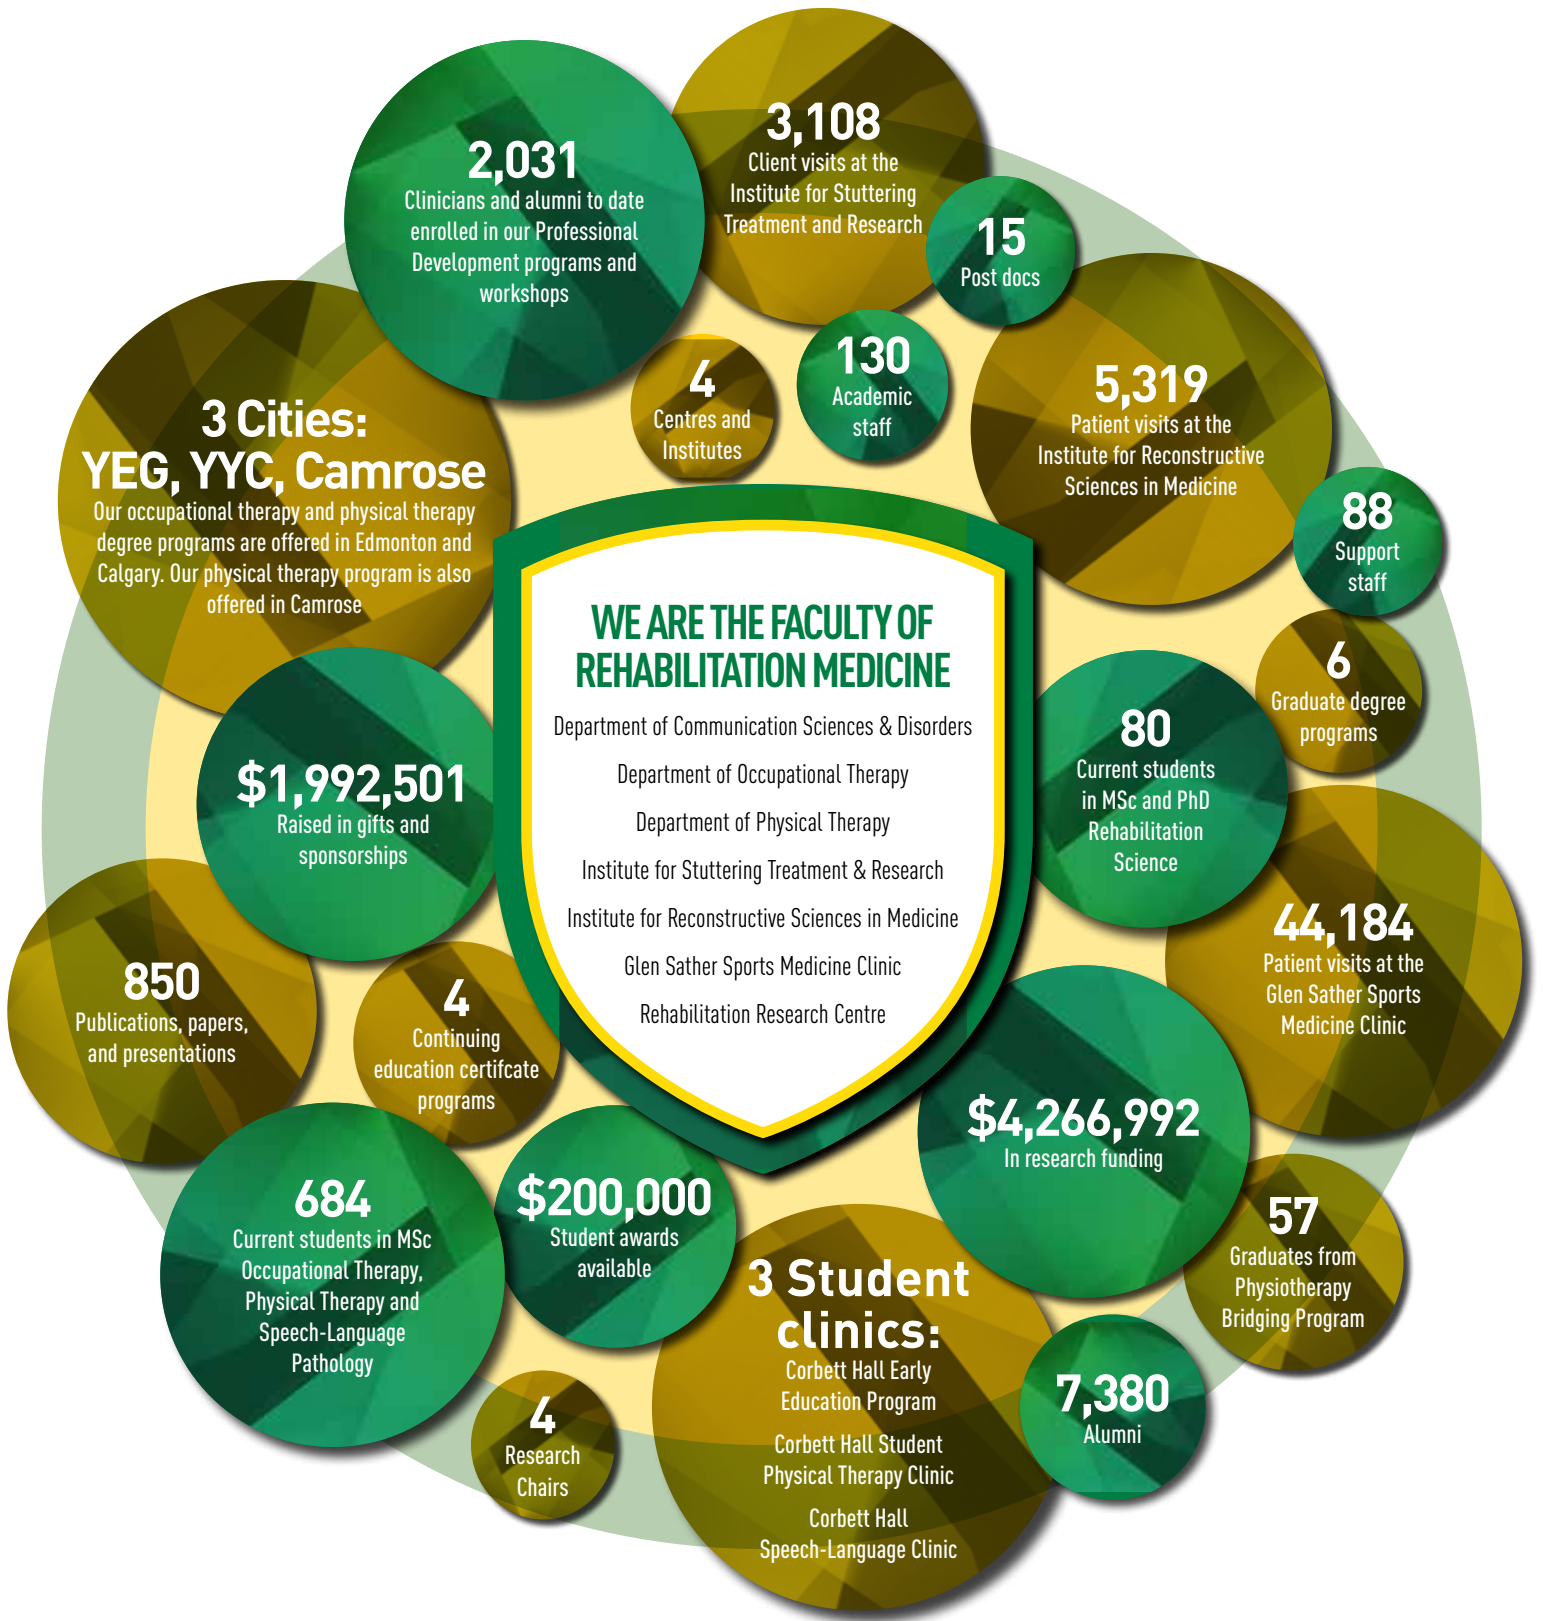 2,031
Clinicians and alumni to date
enrolled in our Professional
Development programs and
workshops
3,108
Client visits at the
Institute for Stuttering
Treatment and Research
15
Post docs
4
Centres and
Institutes
130
Academic
staff
5,319
Patient visits at the
Institute for Reconstructive
Sciences in Medicine
3 Cities:
YEG, YYC, Camrose
Our occupational therapy and physical therapy
degree programs are offered in Edmonton and
Calgary. Our physical therapy program is also
offered in Camrose
88
Support
staff
WE ARE THE FACULTY OF
REHABILITATION MEDICINE
Department of Communication Sciences & Disorders
Department of Occupational Therapy
Department of Physical Therapy
Institute for Stuttering Treatment & Research
Institute for Reconstructive Sciences in Medicine
Glen Sather Sports Medicine Clinic
Rehabilitation Research Centre
6
Graduate degree
programs
80
Current students
in MSc and PhD
Rehabilitation
Science
$1,992,501
Raised in gifts and
sponsorships
44,184
Patient visits at the
Glen Sather Sports
Medicine Clinic
850
Publications, papers,
and presentations
4
Continuing
education certifcate
programs
$4,266,992
In research funding
684
Current students in MSc
Occupational Therapy,
Physical Therapy and
Speech-Language
Pathology
$200,000
Student awards
available
57
Graduates from
Physiotherapy
Bridging Program
3 Student
clinics:
Corbett Hall Early
Education Program
Corbett Hall Student
Physical Therapy Clinic
Corbett Hall
Speech-Language Clinic
7,380
Alumni
4
Research
Chairs